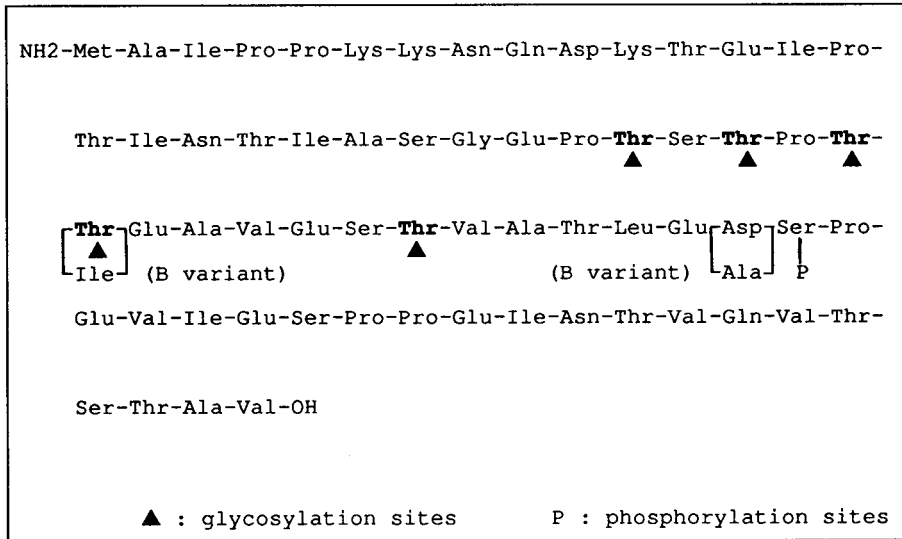 NH2-Met-Ala-Ile-Pro-Pro-Lys-Lys-Asn-Gln-Asp-Lys-Thr-Glu-Ile-Pro-
Thr-Ile-Asn-Thr-Ile-Ala-Ser-Gly-Glu-Pro-Thr-Ser-Thr-Pro-Thr-
Thr Glu-Ala-Val-Glu-Ser-Thr-Val-Ala-Thr-Leu-Glu Asp Ser-Pro-
Ile (B variant) (B variant) Ala P
Glu-Val-Ile-Glu-Ser-Pro-Pro-Glu-Ile-Asn-Thr-Val-Gln-Val-Thr-
Ser-Thr-Ala-Val-OH
▲ : glycosylation sites P : phosphorylation sites